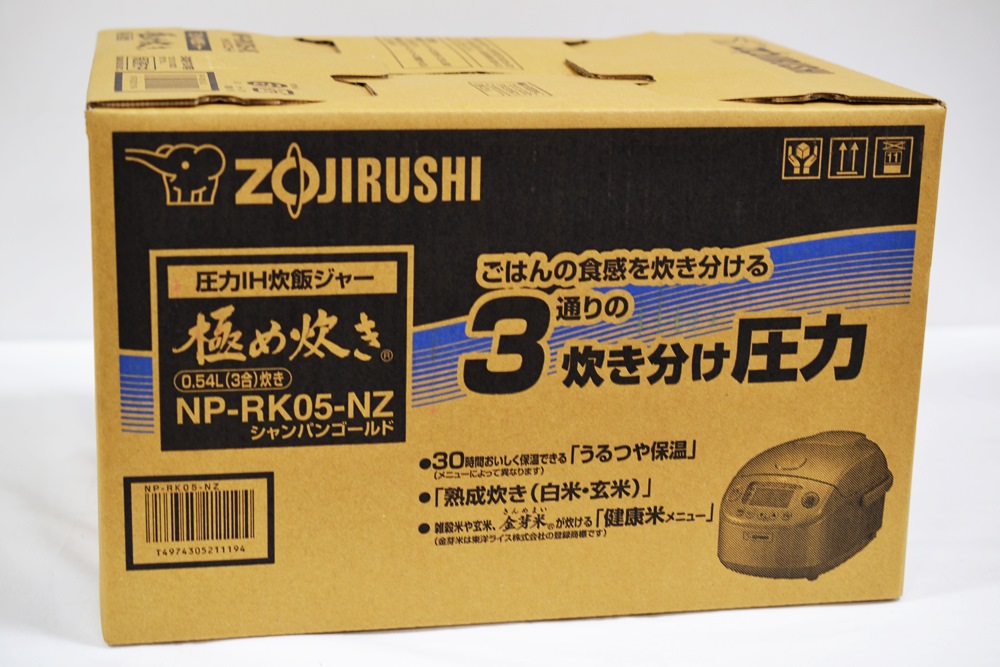 ZOJIRUSHI
11
圧力IH炊飯ジャー
極め炊き®
0.54L(3合)炊き
NP-RK05-NZ
シャンパンゴールド
ごはんの食感を炊き分ける
3通りの
炊き分け圧力
●30時間おいしく保温できる「うるつや保温」
(メニューによって異なります)
●「熟成炊き(白米・玄米)」
きんめまい
●雑穀米や玄米、金芽米®が炊ける「健康米メニュー」
(金芽米は東洋ライス株式会社の登録商標です)
NP-RK05-NZ
T4974305211194